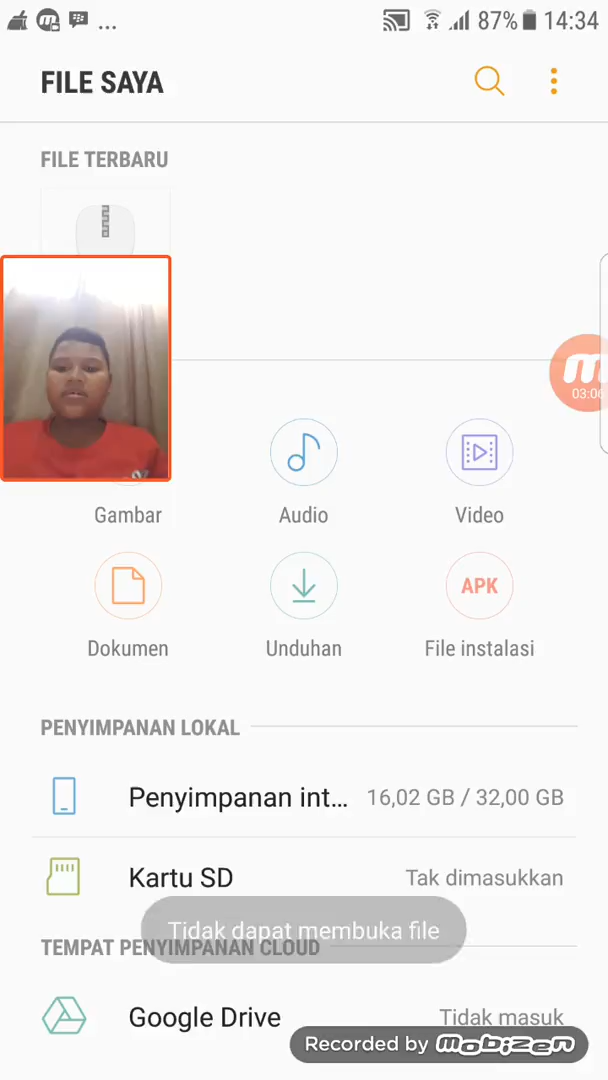 ... 87% 14:34
FILE SAYA
FILE TERBARU
m
03:06
Gambar Audio Video
APK
Dokumen Unduhan File instalasi
PENYIMPANAN LOKAL
Penyimpanan int... 16,02 GB / 32,00 GB
Kartu SD Tak dimasukkan
Tidak dapat membuka file
TEMPAT PENYIMPANAN CLOUD
Google Drive Tidak masuk
Recorded by mobizen